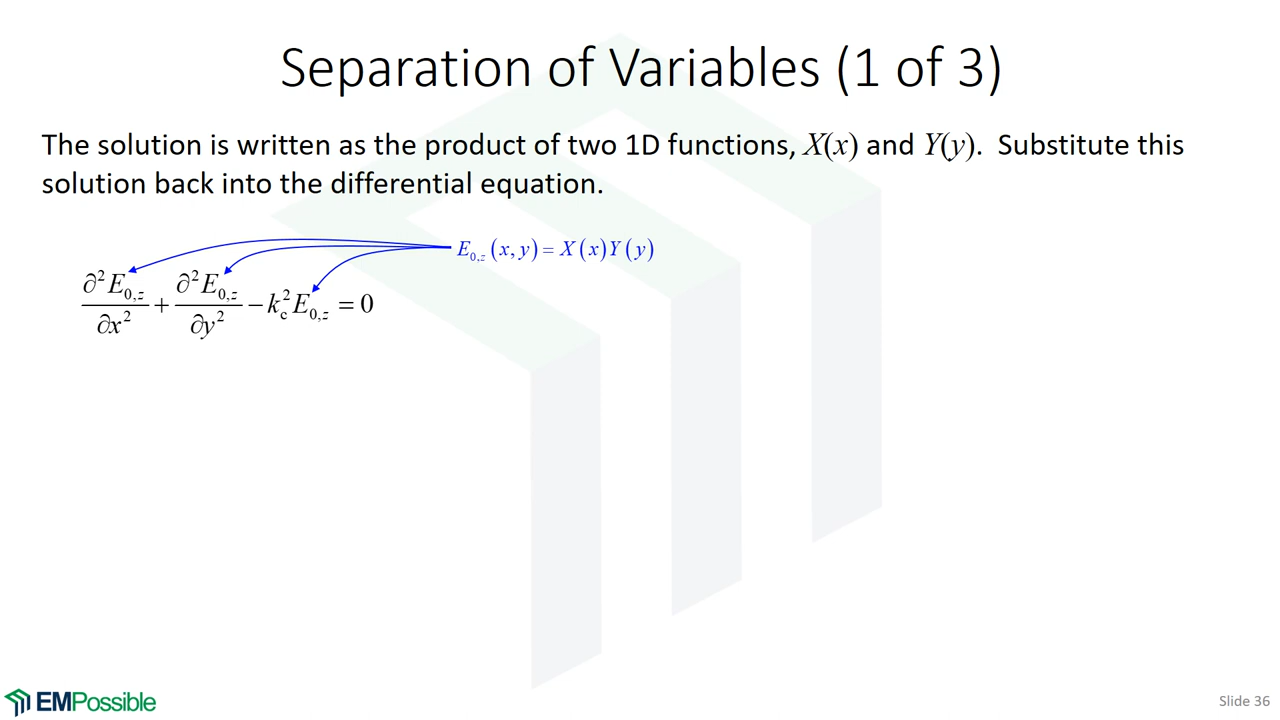 Separation of Variables (1 of 3)
The solution is written as the product of two 1D functions, X(x) and Y(y). Substitute this
solution back into the differential equation.
E₀,z (x, y) = X (x) Y (y)
∂²E₀,z/∂x² + ∂²E₀,z/∂y² − k_c² E₀,z = 0
EMPossible
Slide 36